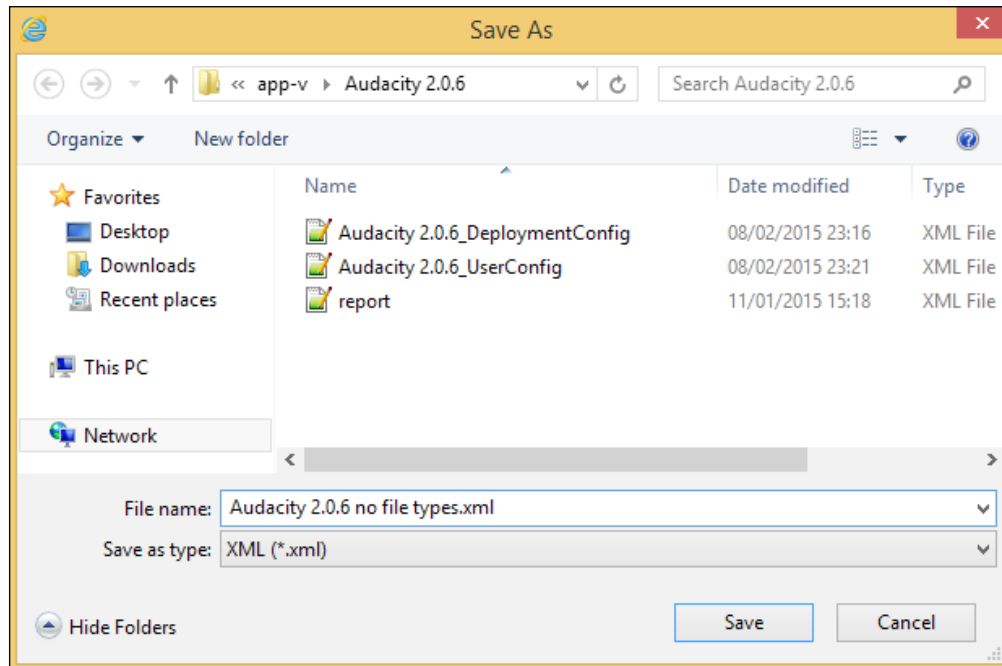 Save As
« app-v Audacity 2.0.6 Search Audacity 2.0.6
Organize New folder
Favorites
Desktop
Downloads
Recent places
This PC
Network
Name Date modified Type
Audacity 2.0.6_DeploymentConfig 08/02/2015 23:16 XML File
Audacity 2.0.6_UserConfig 08/02/2015 23:21 XML File
report 11/01/2015 15:18 XML File
File name: Audacity 2.0.6 no file types.xml
Save as type: XML (*.xml)
Hide Folders Save Cancel